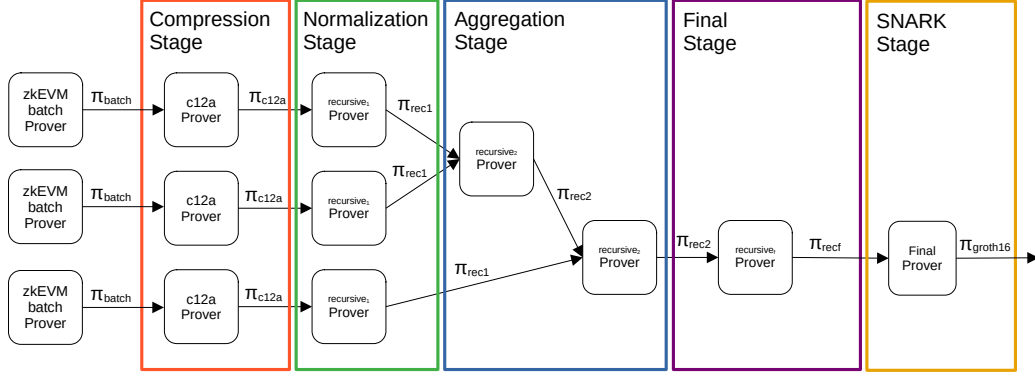 Compression
Stage
Normalization
Stage
Aggregation
Stage
Final
Stage
SNARK
Stage
zkEVM
batch
Prover
πbatch
c12a
Prover
πc12a
recursive₁
Prover
πrec1
zkEVM
batch
Prover
πbatch
c12a
Prover
πc12a
recursive₁
Prover
πrec1
recursive₂
Prover
πrec2
zkEVM
batch
Prover
πbatch
c12a
Prover
πc12a
recursive₁
Prover
πrec1
recursive₂
Prover
πrec2
recursivef
Prover
πrecf
Final
Prover
πgroth16